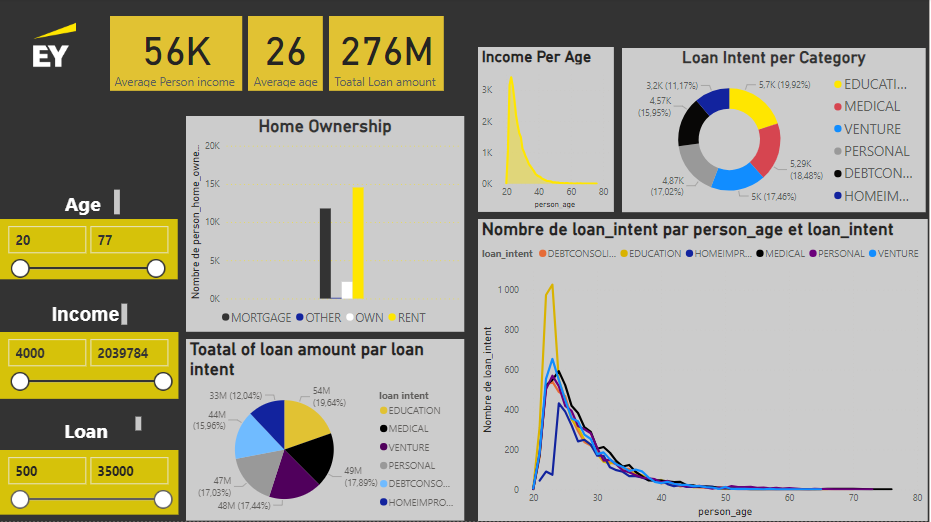 EY
56K
Average Person income
26
Average age
276M
Toatal Loan amount
Age
20
77
Income
4000
2039784
Loan
500
35000
Home Ownership
Nombre de person_home_owne...
20K
15K
10K
5K
0K
MORTGAGE OTHER OWN RENT
Toatal of loan amount par loan
intent
33M (12,04%)
54M
(19,64%)
44M
(15,96%)
49M
(17,89%)
47M
(17,03%)
48M (17,44%)
loan intent
EDUCATION
MEDICAL
VENTURE
PERSONAL
DEBTCONSO...
HOMEIMPRO...
Income Per Age
3K
2K
1K
0K
20 40 60 80
person_age
Loan Intent per Category
3,2K (11,17%)
5,7K (19,92%)
4,57K
(15,95%)
5,29K
(18,48%)
4,87K
(17,02%)
5K (17,46%)
EDUCATI...
MEDICAL
VENTURE
PERSONAL
DEBTCON...
HOMEIM...
Nombre de loan_intent par person_age et loan_intent
loan_intent DEBTCONSOLI... EDUCATION HOMEIMPR... MEDICAL PERSONAL VENTURE
Nombre de loan_intent
1 000
800
600
400
200
0
20 30 40 50 60 70 80
person_age